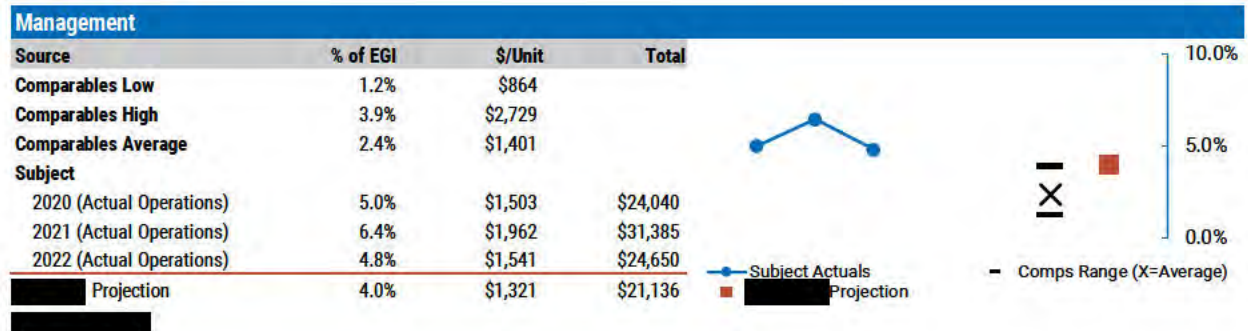 Management
Source % of EGI $/Unit Total
Comparables Low 1.2% $864
Comparables High 3.9% $2,729
Comparables Average 2.4% $1,401
Subject
2020 (Actual Operations) 5.0% $1,503 $24,040
2021 (Actual Operations) 6.4% $1,962 $31,385
2022 (Actual Operations) 4.8% $1,541 $24,650
Projection 4.0% $1,321 $21,136
10.0%
5.0%
0.0%
Subject Actuals
Comps Range (X=Average)
Projection